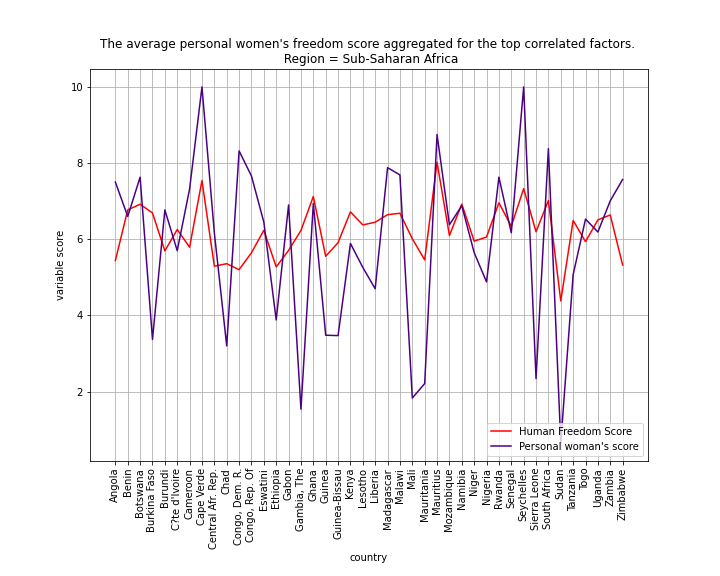 The average personal women's freedom score aggregated for the top correlated factors.
Region = Sub-Saharan Africa
variable score
10
8
6
4
2
Human Freedom Score
Personal woman's score
Angola
Benin
Botswana
Burkina Faso
Burundi
C?te d'Ivoire
Cameroon
Cape Verde
Central Afr. Rep.
Chad
Congo, Dem. R.
Congo, Rep. Of
Eswatini
Ethiopia
Gabon
Gambia, The
Ghana
Guinea
Guinea-Bissau
Kenya
Lesotho
Liberia
Madagascar
Malawi
Mali
Mauritania
Mauritius
Mozambique
Namibia
Niger
Nigeria
Rwanda
Senegal
Seychelles
Sierra Leone
South Africa
Sudan
Tanzania
Togo
Uganda
Zambia
Zimbabwe
country